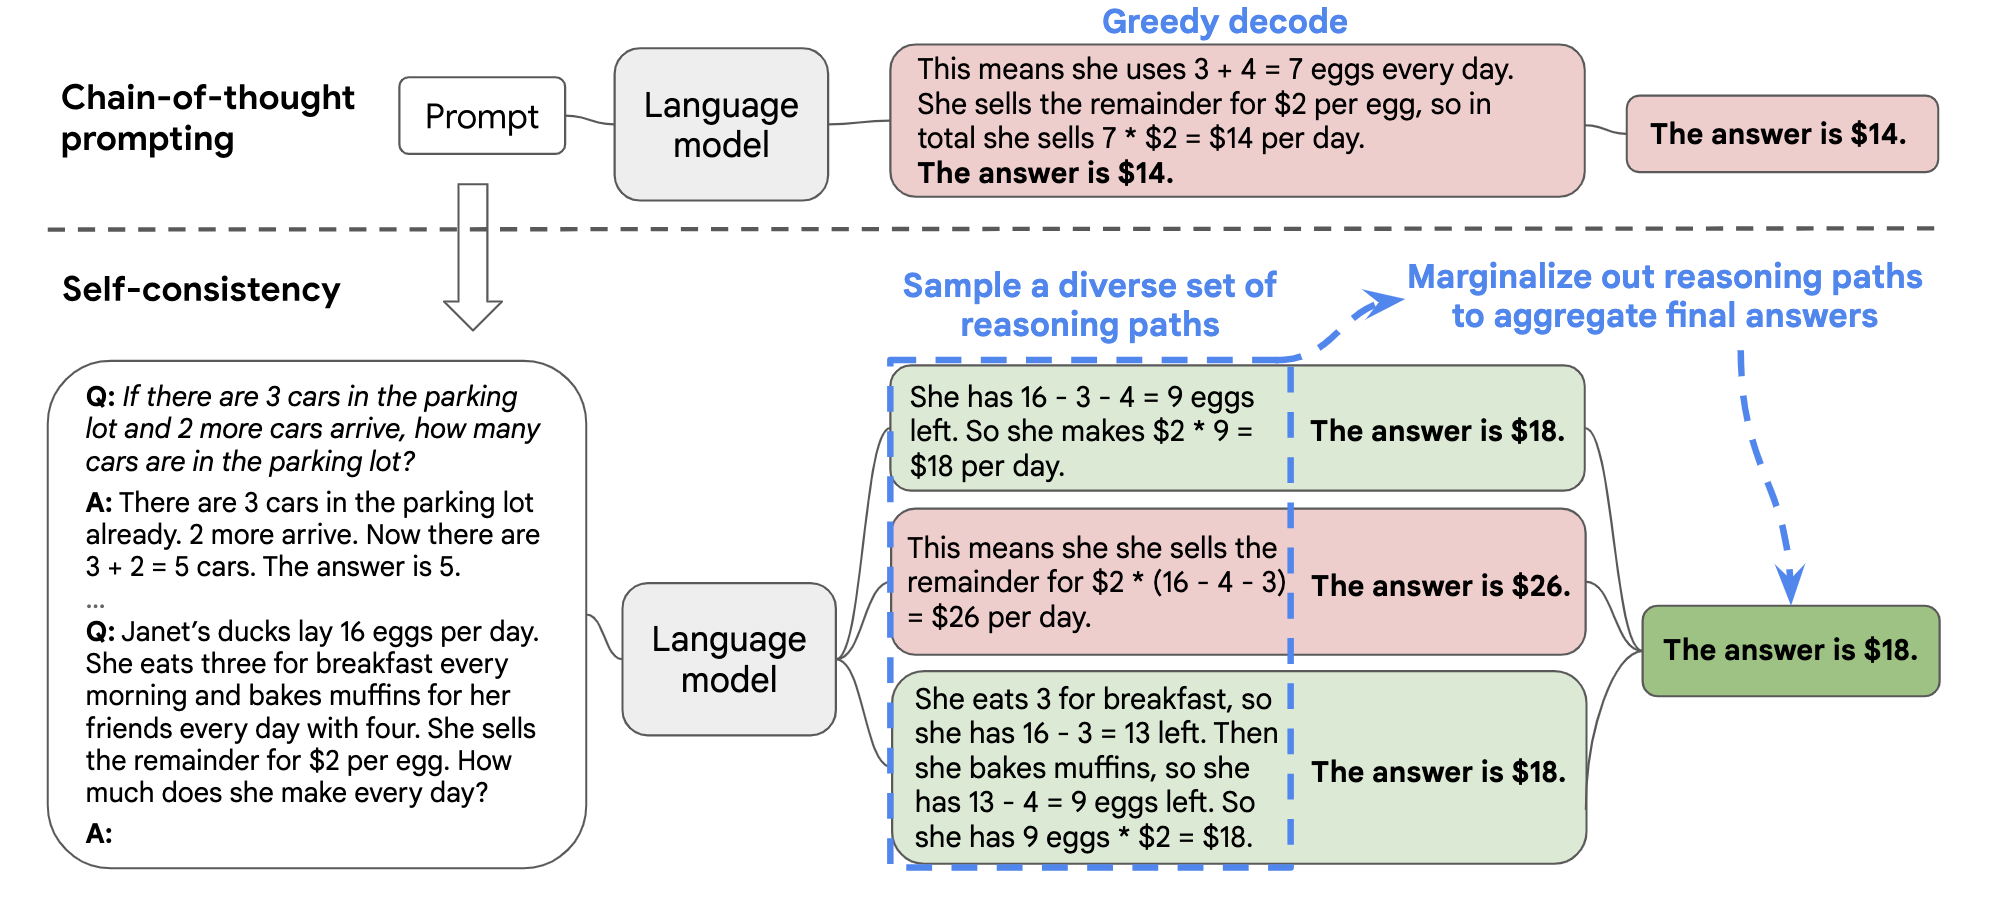 Greedy decode
Chain-of-thought
prompting
Prompt
Language
model
This means she uses 3 + 4 = 7 eggs every day.
She sells the remainder for $2 per egg, so in
total she sells 7 * $2 = $14 per day.
The answer is $14.
The answer is $14.
Self-consistency
Sample a diverse set of
reasoning paths
Marginalize out reasoning paths
to aggregate final answers
Q: If there are 3 cars in the parking
lot and 2 more cars arrive, how many
cars are in the parking lot?
A: There are 3 cars in the parking lot
already. 2 more arrive. Now there are
3 + 2 = 5 cars. The answer is 5.
...
Q: Janet’s ducks lay 16 eggs per day.
She eats three for breakfast every
morning and bakes muffins for her
friends every day with four. She sells
the remainder for $2 per egg. How
much does she make every day?
A:
Language
model
She has 16 - 3 - 4 = 9 eggs
left. So she makes $2 * 9 =
$18 per day.
The answer is $18.
This means she she sells the
remainder for $2 * (16 - 4 - 3)
= $26 per day.
The answer is $26.
She eats 3 for breakfast, so
she has 16 - 3 = 13 left. Then
she bakes muffins, so she
has 13 - 4 = 9 eggs left. So
she has 9 eggs * $2 = $18.
The answer is $18.
The answer is $18.